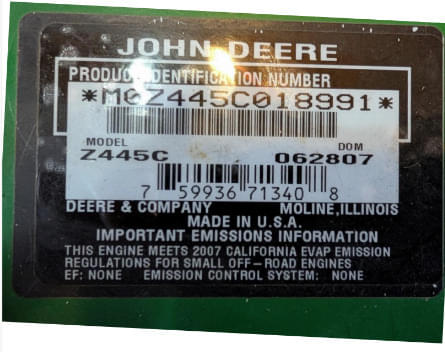 JOHN DEERE
PRODUCT IDENTIFICATION NUMBER
*M0Z445C018991*
MODEL DOM
Z445C 062807
7 59936 71340 8
DEERE & COMPANY MOLINE,ILLINOIS
MADE IN U.S.A.
IMPORTANT EMISSIONS INFORMATION
THIS ENGINE MEETS 2007 CALIFORNIA EVAP EMISSION
REGULATIONS FOR SMALL OFF-ROAD ENGINES
EF: NONE EMISSION CONTROL SYSTEM: NONE